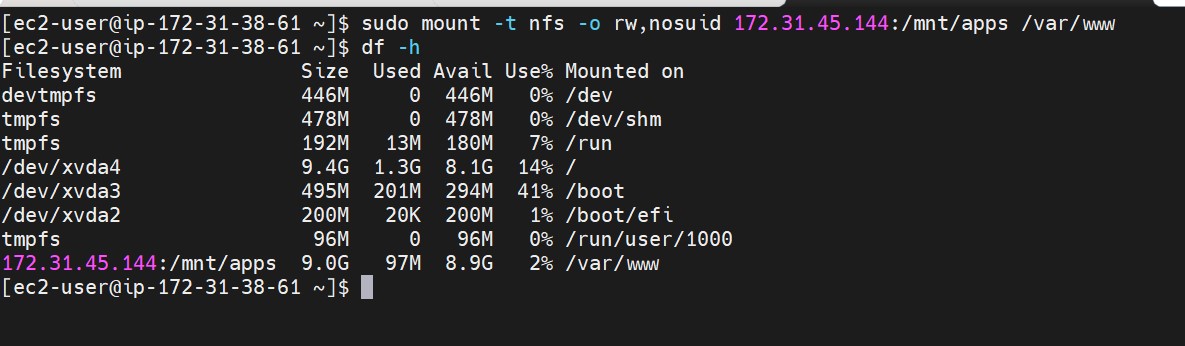 [ec2-user@ip-172-31-38-61 ~]$ sudo mount -t nfs -o rw,nosuid 172.31.45.144:/mnt/apps /var/www
[ec2-user@ip-172-31-38-61 ~]$ df -h
Filesystem               Size  Used Avail Use% Mounted on
devtmpfs                 446M     0  446M   0% /dev
tmpfs                    478M     0  478M   0% /dev/shm
tmpfs                    192M   13M  180M   7% /run
/dev/xvda4               9.4G  1.3G  8.1G  14% /
/dev/xvda3               495M  201M  294M  41% /boot
/dev/xvda2               200M   20K  200M   1% /boot/efi
tmpfs                     96M     0   96M   0% /run/user/1000
172.31.45.144:/mnt/apps  9.0G   97M  8.9G   2% /var/www
[ec2-user@ip-172-31-38-61 ~]$